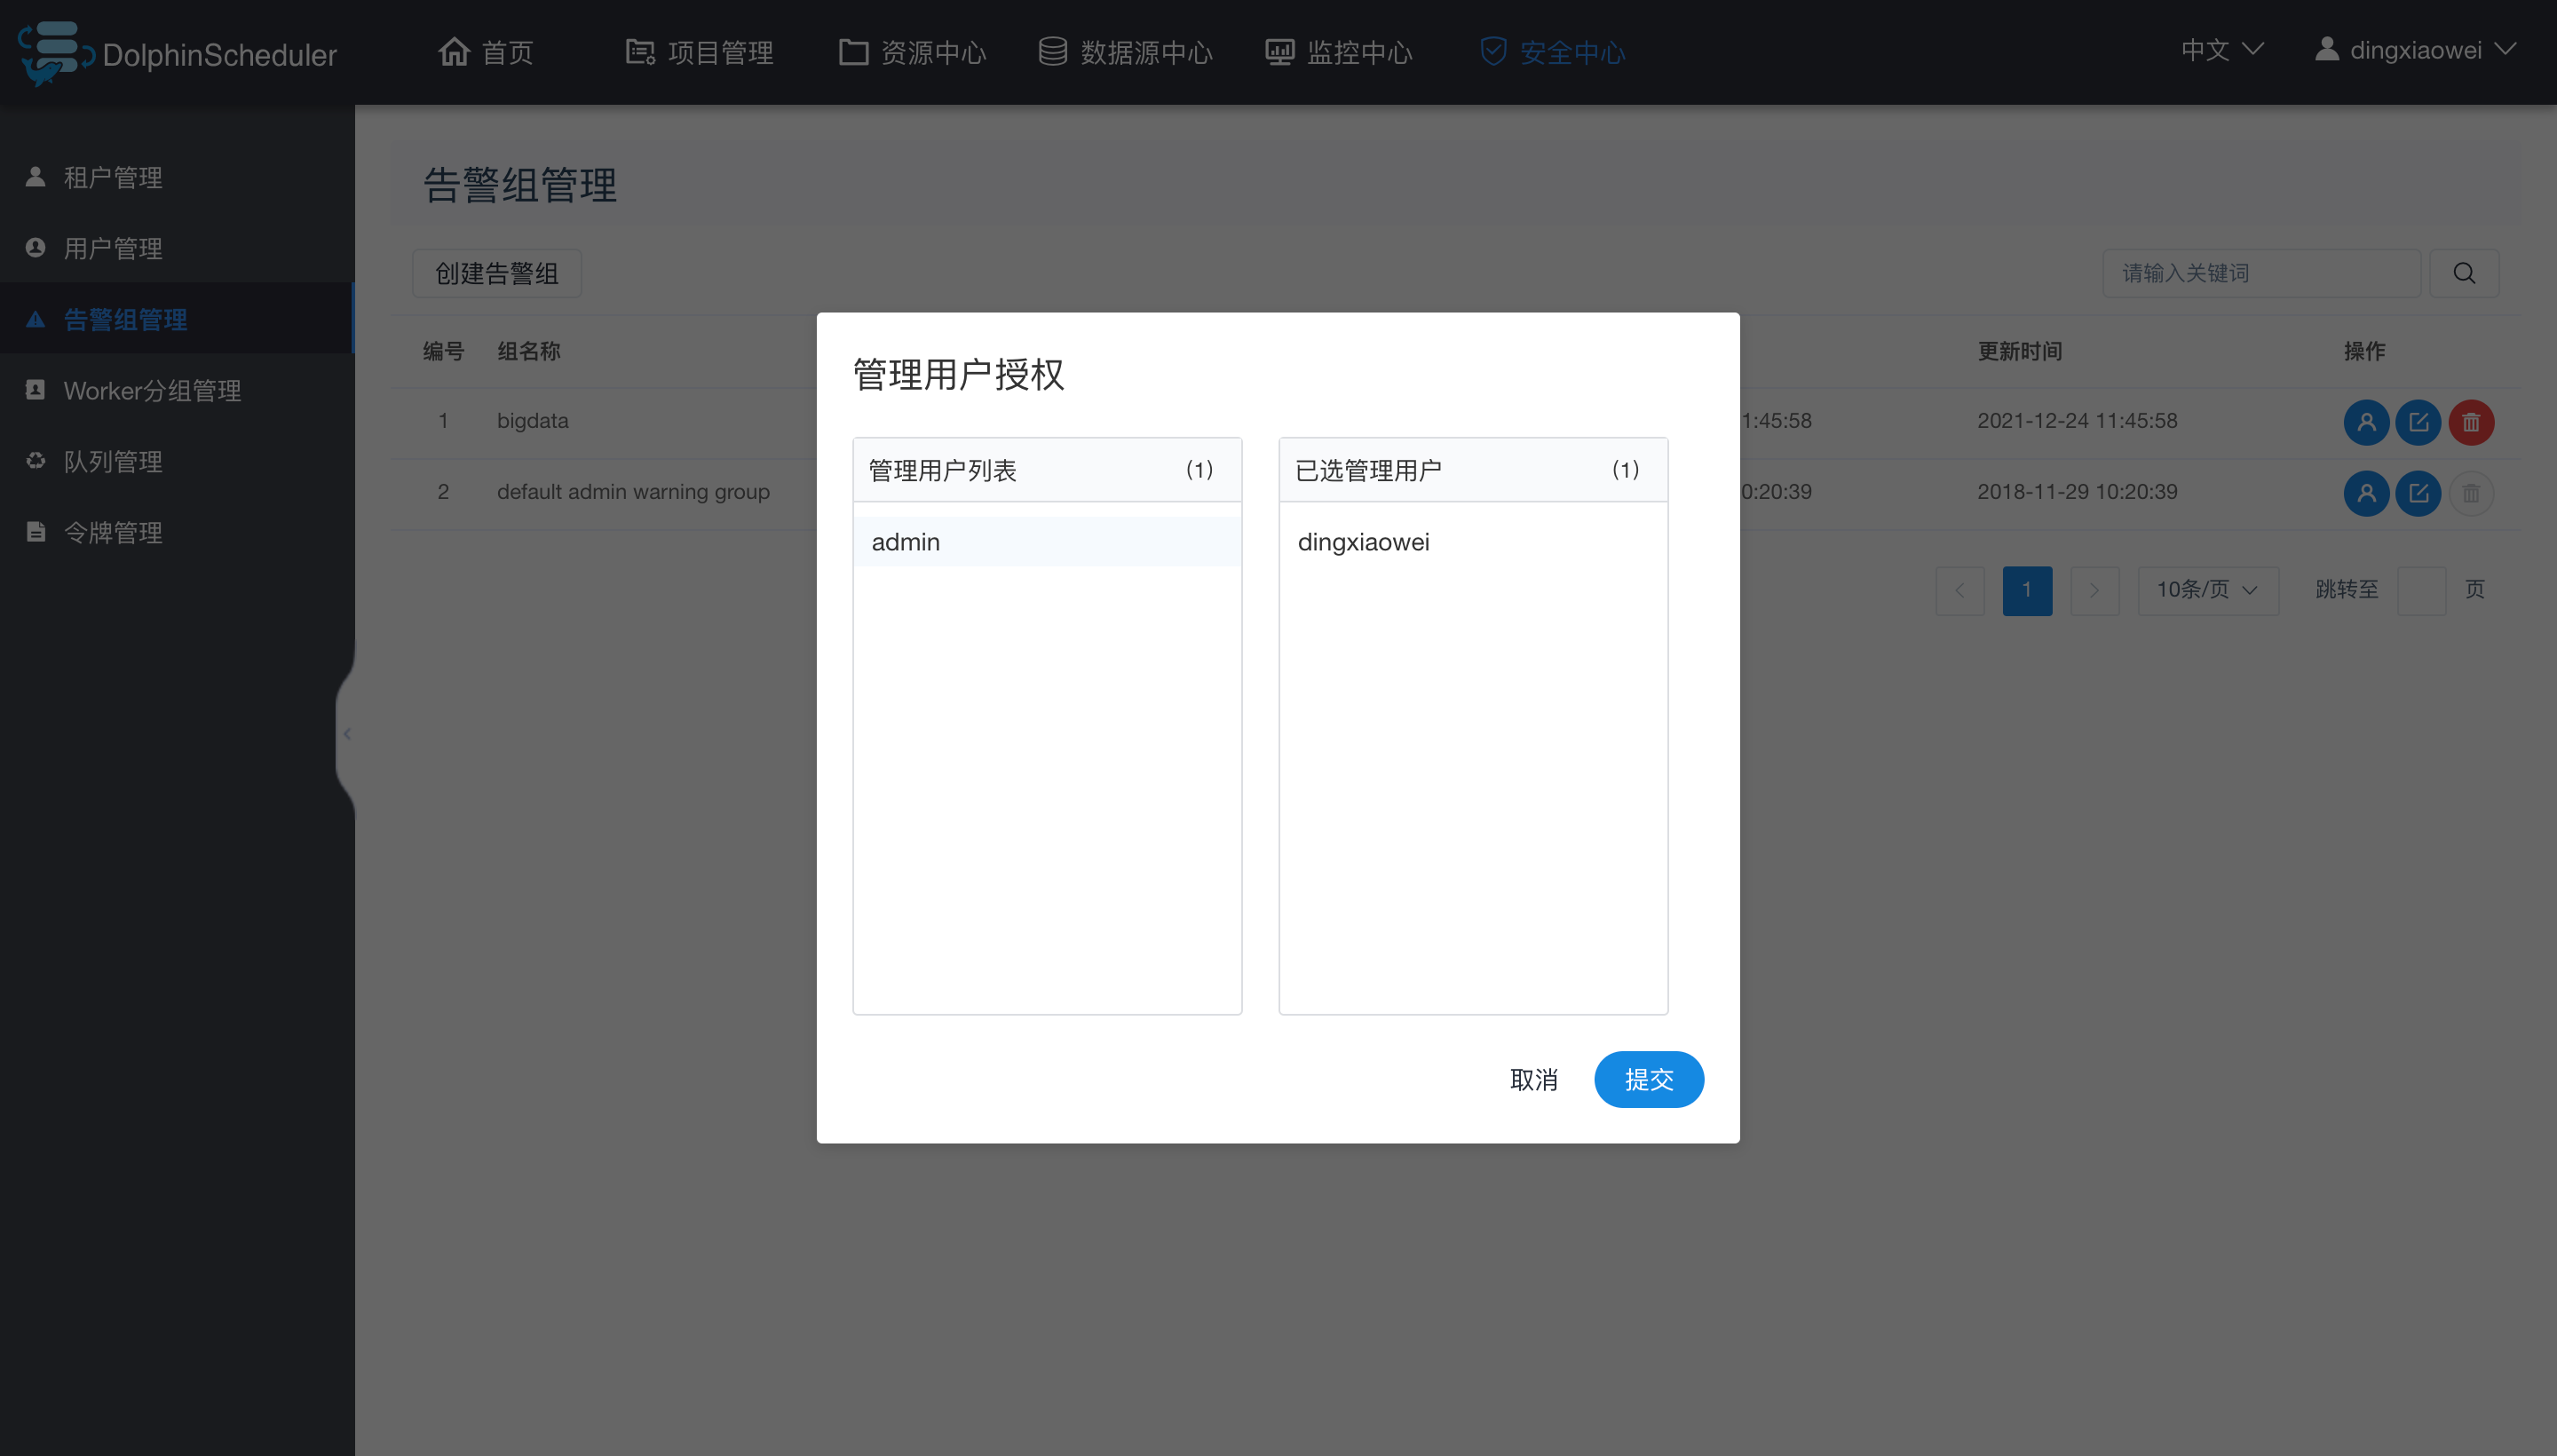 DolphinScheduler 首页 项目管理 资源中心 数据源中心 监控中心 安全中心 中文 dingxiaowei
租户管理
用户管理
告警组管理
Worker分组管理
队列管理
令牌管理
告警组管理
创建告警组 请输入关键词
编号 组名称 更新时间 操作
1 bigdata 1:45:58 2021-12-24 11:45:58
2 default admin warning group 0:20:39 2018-11-29 10:20:39
1 10条/页 跳转至 页
管理用户授权
管理用户列表 (1)
admin
已选管理用户 (1)
dingxiaowei
取消 提交